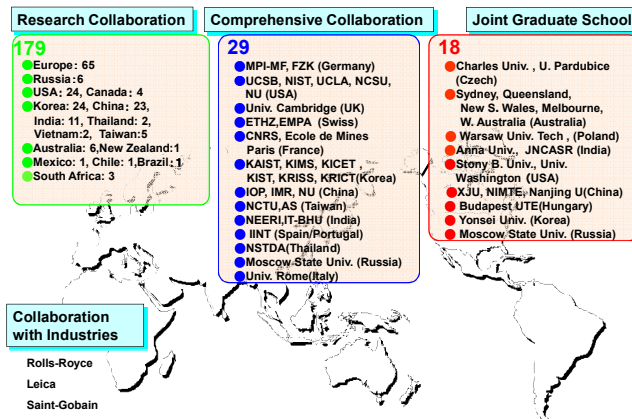 Research Collaboration
179
Europe: 65
Russia: 6
USA: 24, Canada: 4
Korea: 24, China: 23,
India: 11, Thailand: 2,
Vietnam:2, Taiwan:5
Australia: 6,New Zealand:1
Mexico: 1, Chile:1,Brazil: 1
South Africa: 3
Comprehensive Collaboration
29
MPI-MF, FZK (Germany)
UCSB, NIST, UCLA, NCSU,
NU (USA)
Univ. Cambridge (UK)
ETHZ,EMPA (Swiss)
CNRS, Ecole de Mines
Paris (France)
KAIST, KIMS, KICET ,
KIST, KRISS, KRICT(Korea)
IOP, IMR, NU (China)
NCTU,AS (Taiwan)
NEERI,IT-BHU (India)
IINT (Spain/Portugal)
NSTDA(Thailand)
Moscow State Univ. (Russia)
Univ. Rome(Italy)
Joint Graduate School
18
Charles Univ. , U. Pardubice
(Czech)
Sydney, Queensland,
New S. Wales, Melbourne,
W. Australia (Australia)
Warsaw Univ. Tech , (Poland)
Anna Univ., JNCASR (India)
Stony B. Univ., Univ.
Washington (USA)
XJU, NIMTE, Nanjing U(China)
Budapest UTE(Hungary)
Yonsei Univ. (Korea)
Moscow State Univ. (Russia)
Collaboration
with Industries
Rolls-Royce
Leica
Saint-Gobain